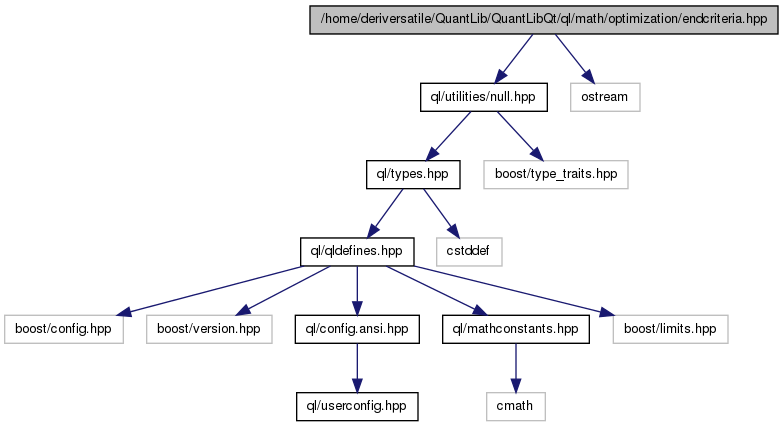 /home/deriversatile/QuantLib/QuantLibQt/ql/math/optimization/endcriteria.hpp
ql/utilities/null.hpp
ostream
ql/types.hpp
boost/type_traits.hpp
ql/qldefines.hpp
cstddef
boost/config.hpp
boost/version.hpp
ql/config.ansi.hpp
ql/mathconstants.hpp
boost/limits.hpp
ql/userconfig.hpp
cmath